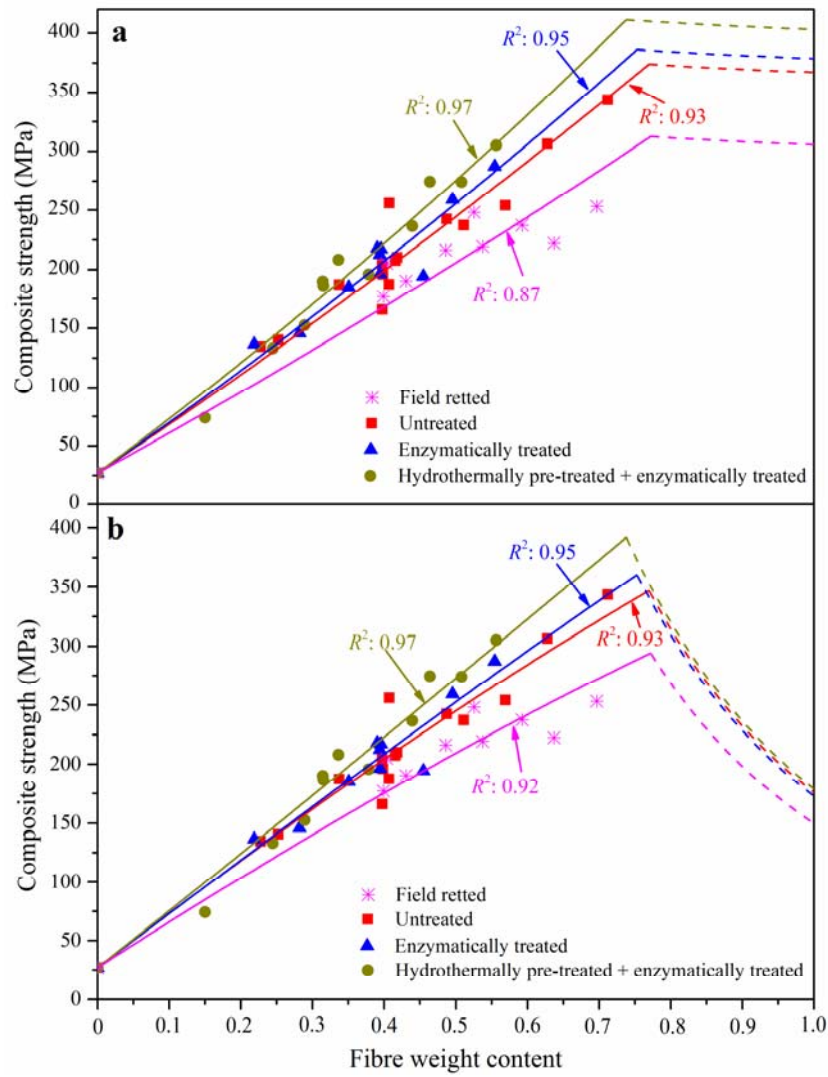 a
400
350
300
250
200
150
100
50
0
Composite strength (MPa)
R²: 0.95
R²: 0.97
R²: 0.93
R²: 0.87
Field retted
Untreated
Enzymatically treated
Hydrothermally pre-treated + enzymatically treated
b
400
350
300
250
200
150
100
50
0
Composite strength (MPa)
R²: 0.95
R²: 0.97
R²: 0.93
R²: 0.92
Field retted
Untreated
Enzymatically treated
Hydrothermally pre-treated + enzymatically treated
0 0.1 0.2 0.3 0.4 0.5 0.6 0.7 0.8 0.9 1.0
Fibre weight content